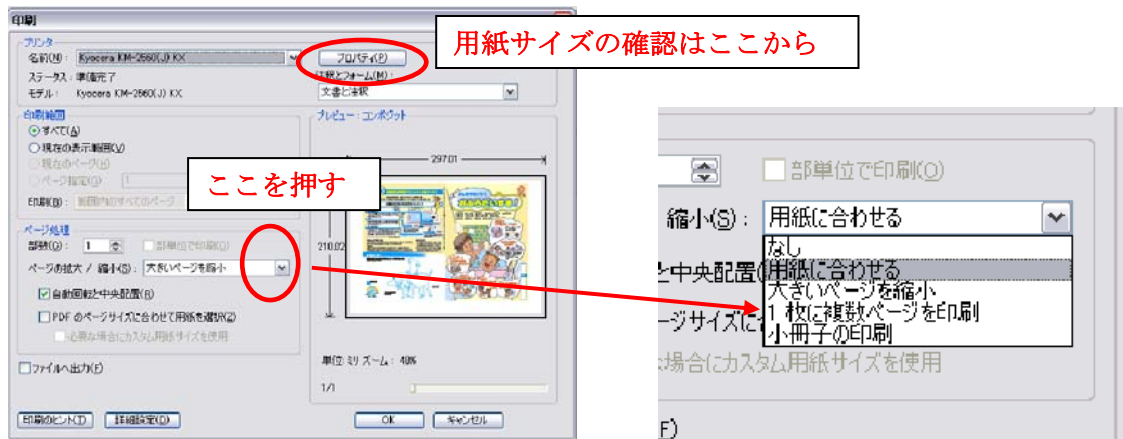 印刷
プリンタ
名前(N): Kyocera KM-2560(J) KX
プロパティ(P)
用紙サイズの確認はここから
ステータス: 準備完了
注釈とフォーム(M):
モデル: Kyocera KM-2560(J) KX
文書と注釈
印刷範囲
すべて(A)
現在の表示範囲(V)
現在のページ(U)
ページ指定(G) 1
印刷(B): 範囲内のすべてのページ
ここを押す
ページ処理
部数(C): 1 部単位で印刷(O)
ページの拡大 / 縮小(S): 大きいページを縮小
自動回転と中央配置(R)
PDF のページサイズに合わせて用紙を選択(Z)
必要な場合にカスタム用紙サイズを使用
ファイルへ出力(F)
印刷のヒント(T) 詳細設定(D)
プレビュー: コンポジット
297.01
210.02
単位: ミリ ズーム: 48%
1/1
OK キャンセル
部単位で印刷(O)
縮小(S): 用紙に合わせる
なし
用紙に合わせる
大きいページを縮小
1 枚に複数ページを印刷
小冊子の印刷
と中央配置(
ージサイズに
場合にカスタム用紙サイズを使用
F)